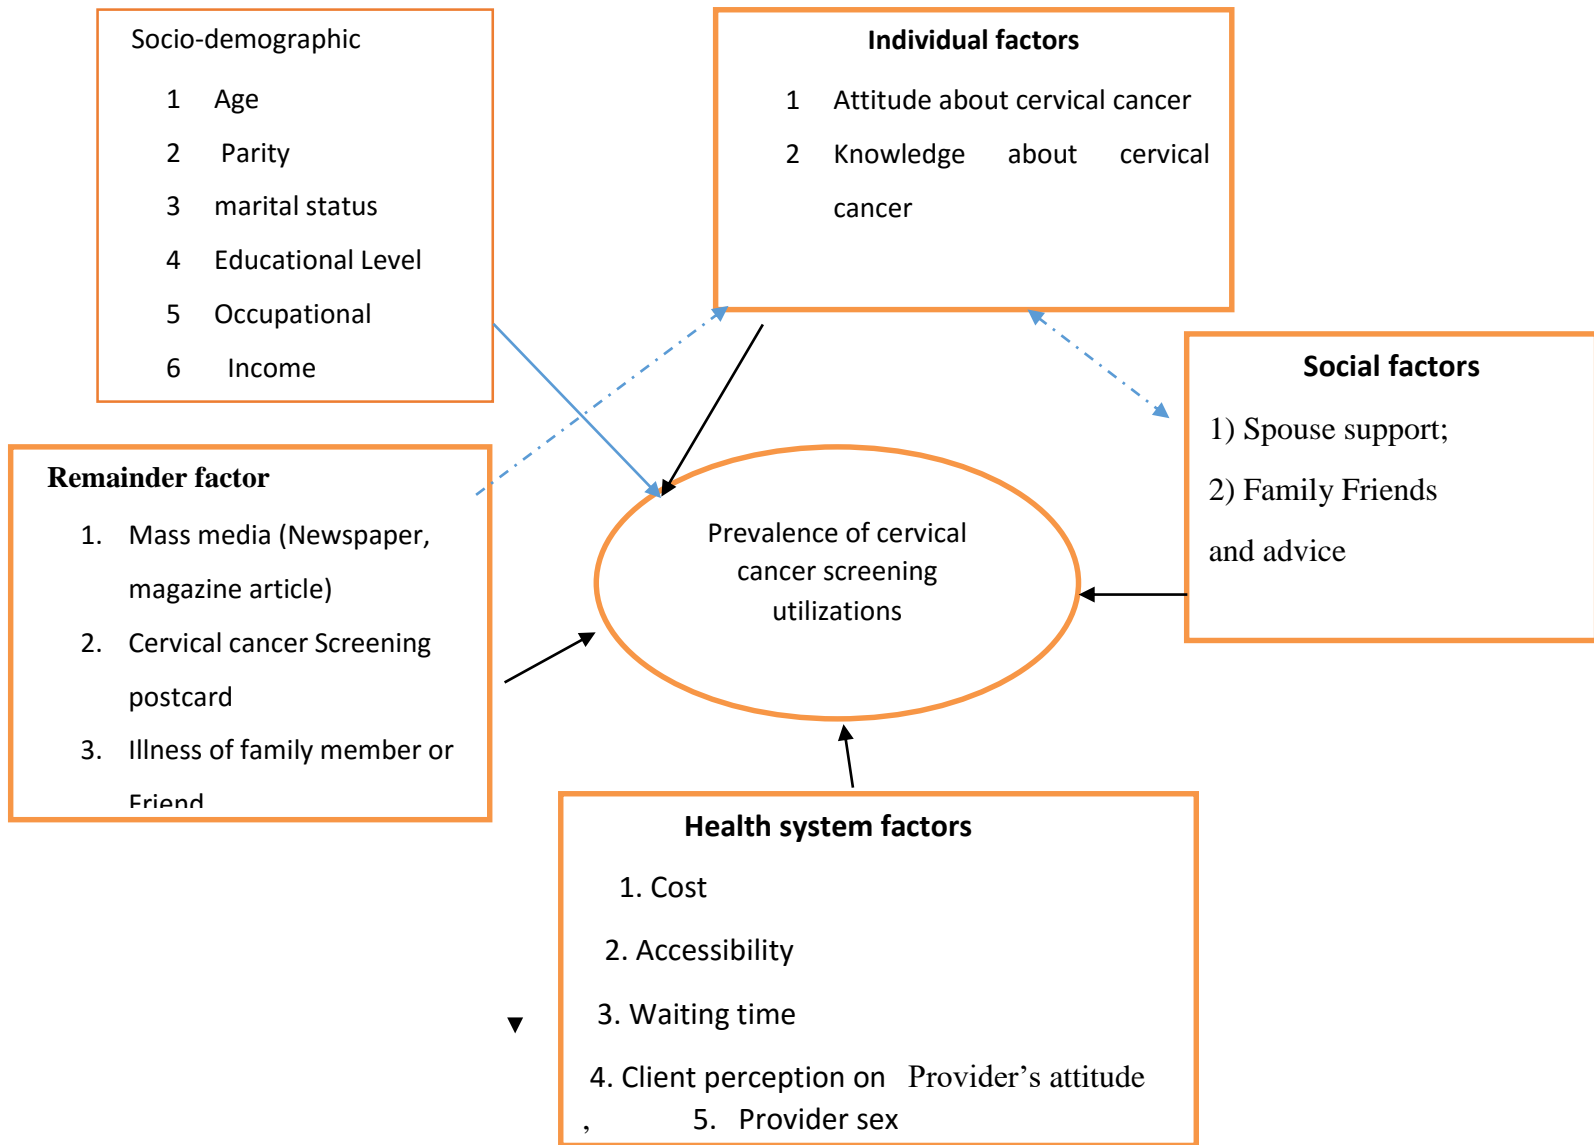 Socio-demographic
1 Age
2 Parity
3 marital status
4 Educational Level
5 Occupational
6 Income
Individual factors
1 Attitude about cervical cancer
2 Knowledge about cervical
cancer
Social factors
1) Spouse support;
2) Family Friends
and advice
Remainder factor
1. Mass media (Newspaper,
magazine article)
2. Cervical cancer Screening
postcard
3. Illness of family member or
Friend
Prevalence of cervical
cancer screening
utilizations
Health system factors
1. Cost
2. Accessibility
3. Waiting time
4. Client perception on Provider’s attitude
, 5. Provider sex